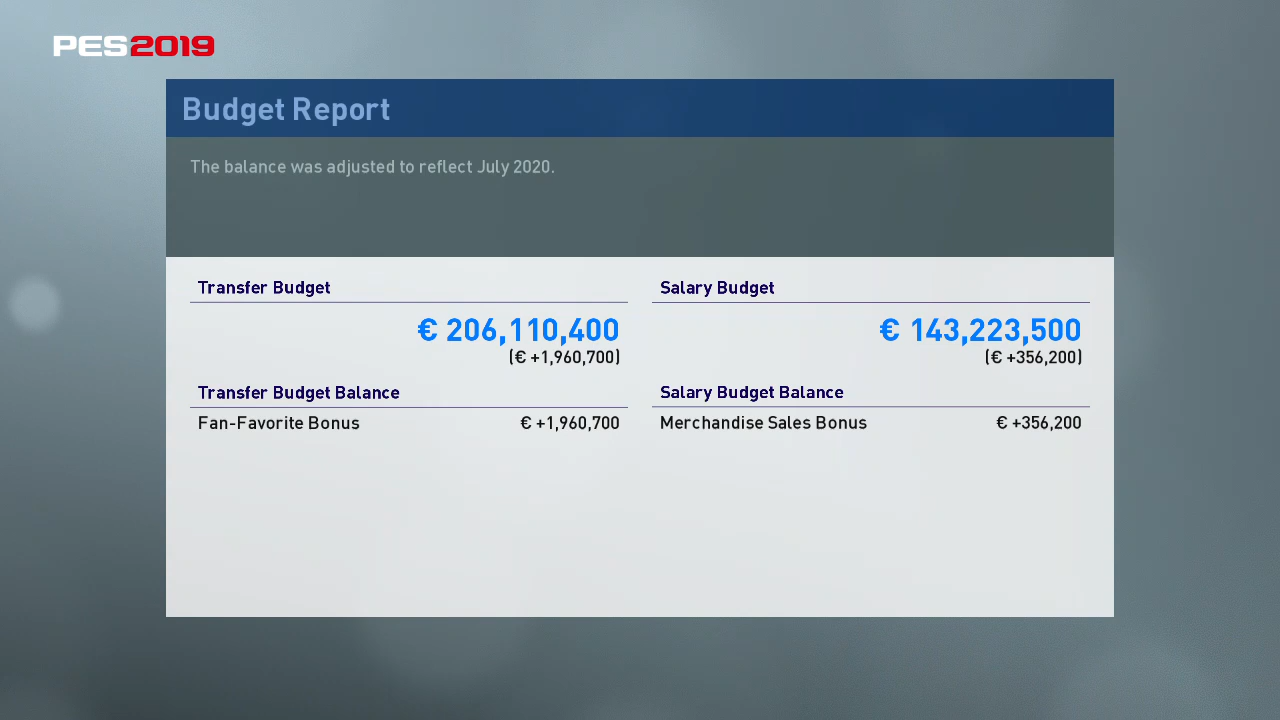 PES2019
Budget Report
The balance was adjusted to reflect July 2020.
Transfer Budget
€ 206,110,400
(€ +1,960,700)
Transfer Budget Balance
Fan-Favorite Bonus € +1,960,700
Salary Budget
€ 143,223,500
(€ +356,200)
Salary Budget Balance
Merchandise Sales Bonus € +356,200